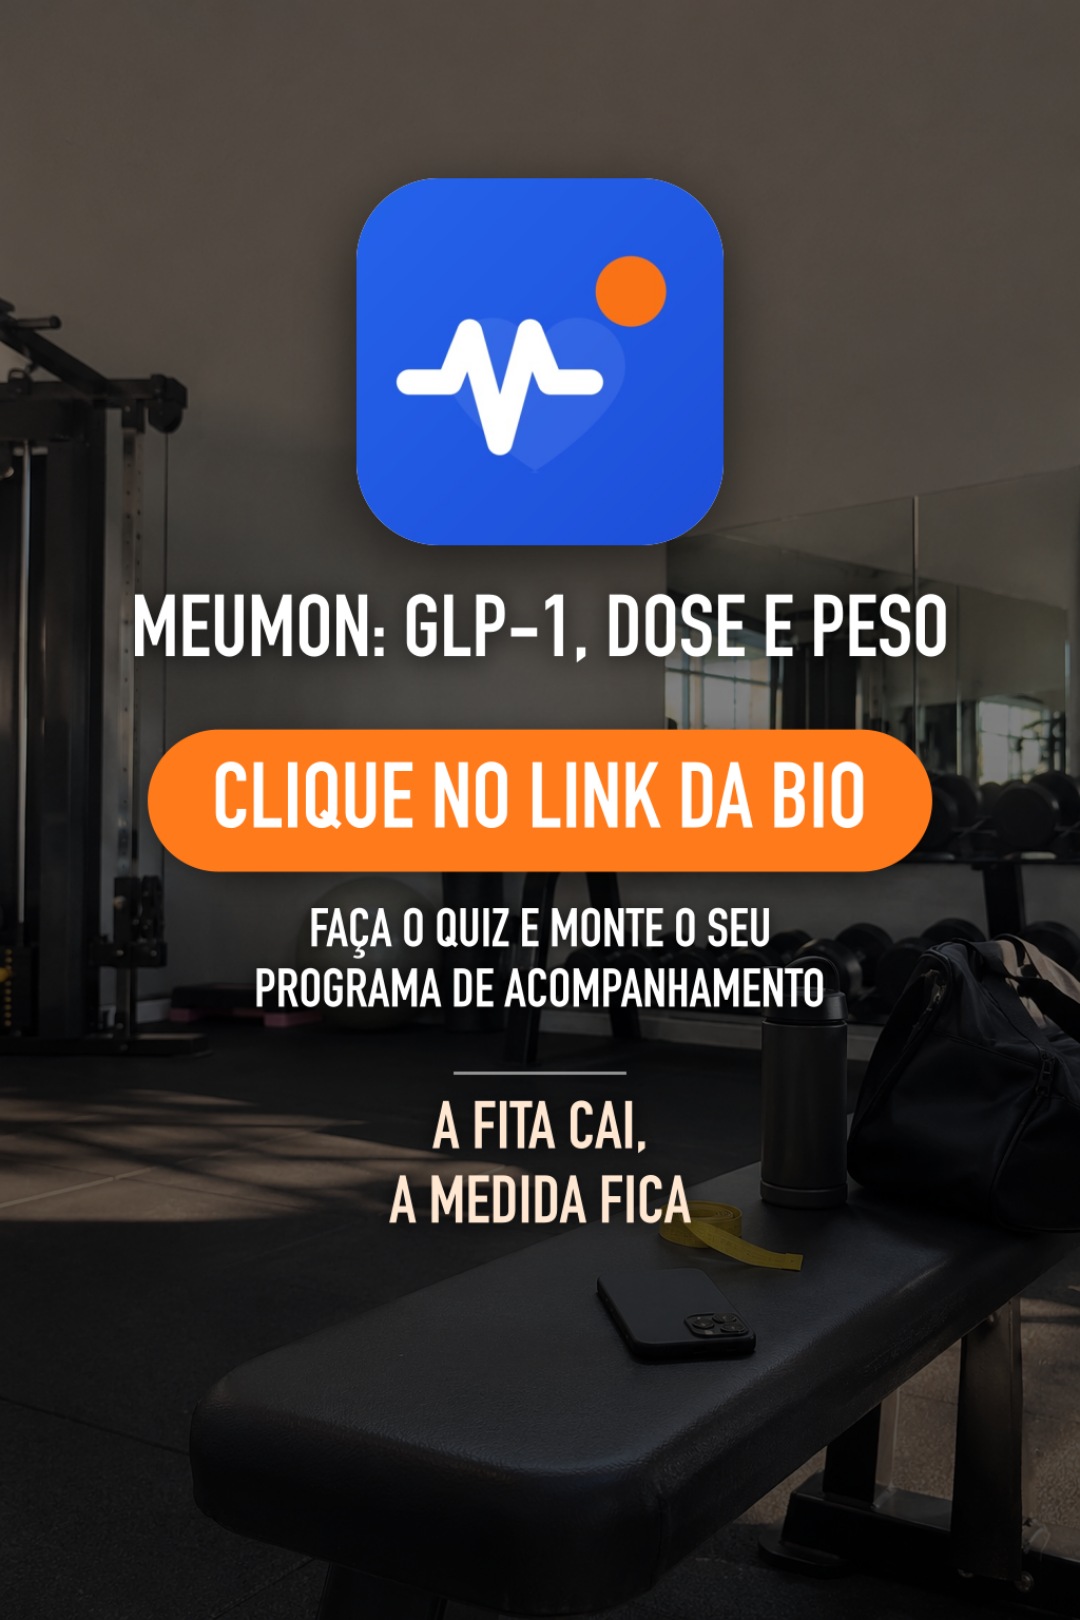 MEUMON: GLP-1, DOSE E PESO
CLIQUE NO LINK DA BIO
FAÇA O QUIZ E MONTE O SEU
PROGRAMA DE ACOMPANHAMENTO
A FITA CAI,
A MEDIDA FICA